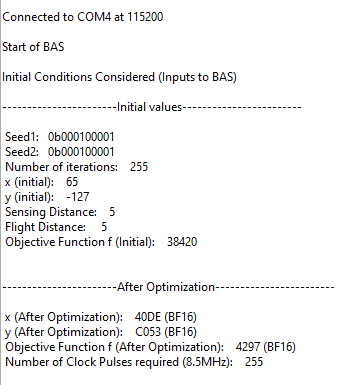 Connected to COM4 at 115200
Start of BAS
Initial Conditions Considered (Inputs to BAS)
-----------------------Initial values------------------------
Seed1: 0b000100001
Seed2: 0b000100001
Number of iterations: 255
x (initial): 65
y (initial): -127
Sensing Distance: 5
Flight Distance: 5
Objective Function f (Initial): 38420
-----------------------After Optimization------------------------
x (After Optimization): 40DE (BF16)
y (After Optimization): C053 (BF16)
Objective Function f (After Optimization): 4297 (BF16)
Number of Clock Pulses required (8.5MHz): 255